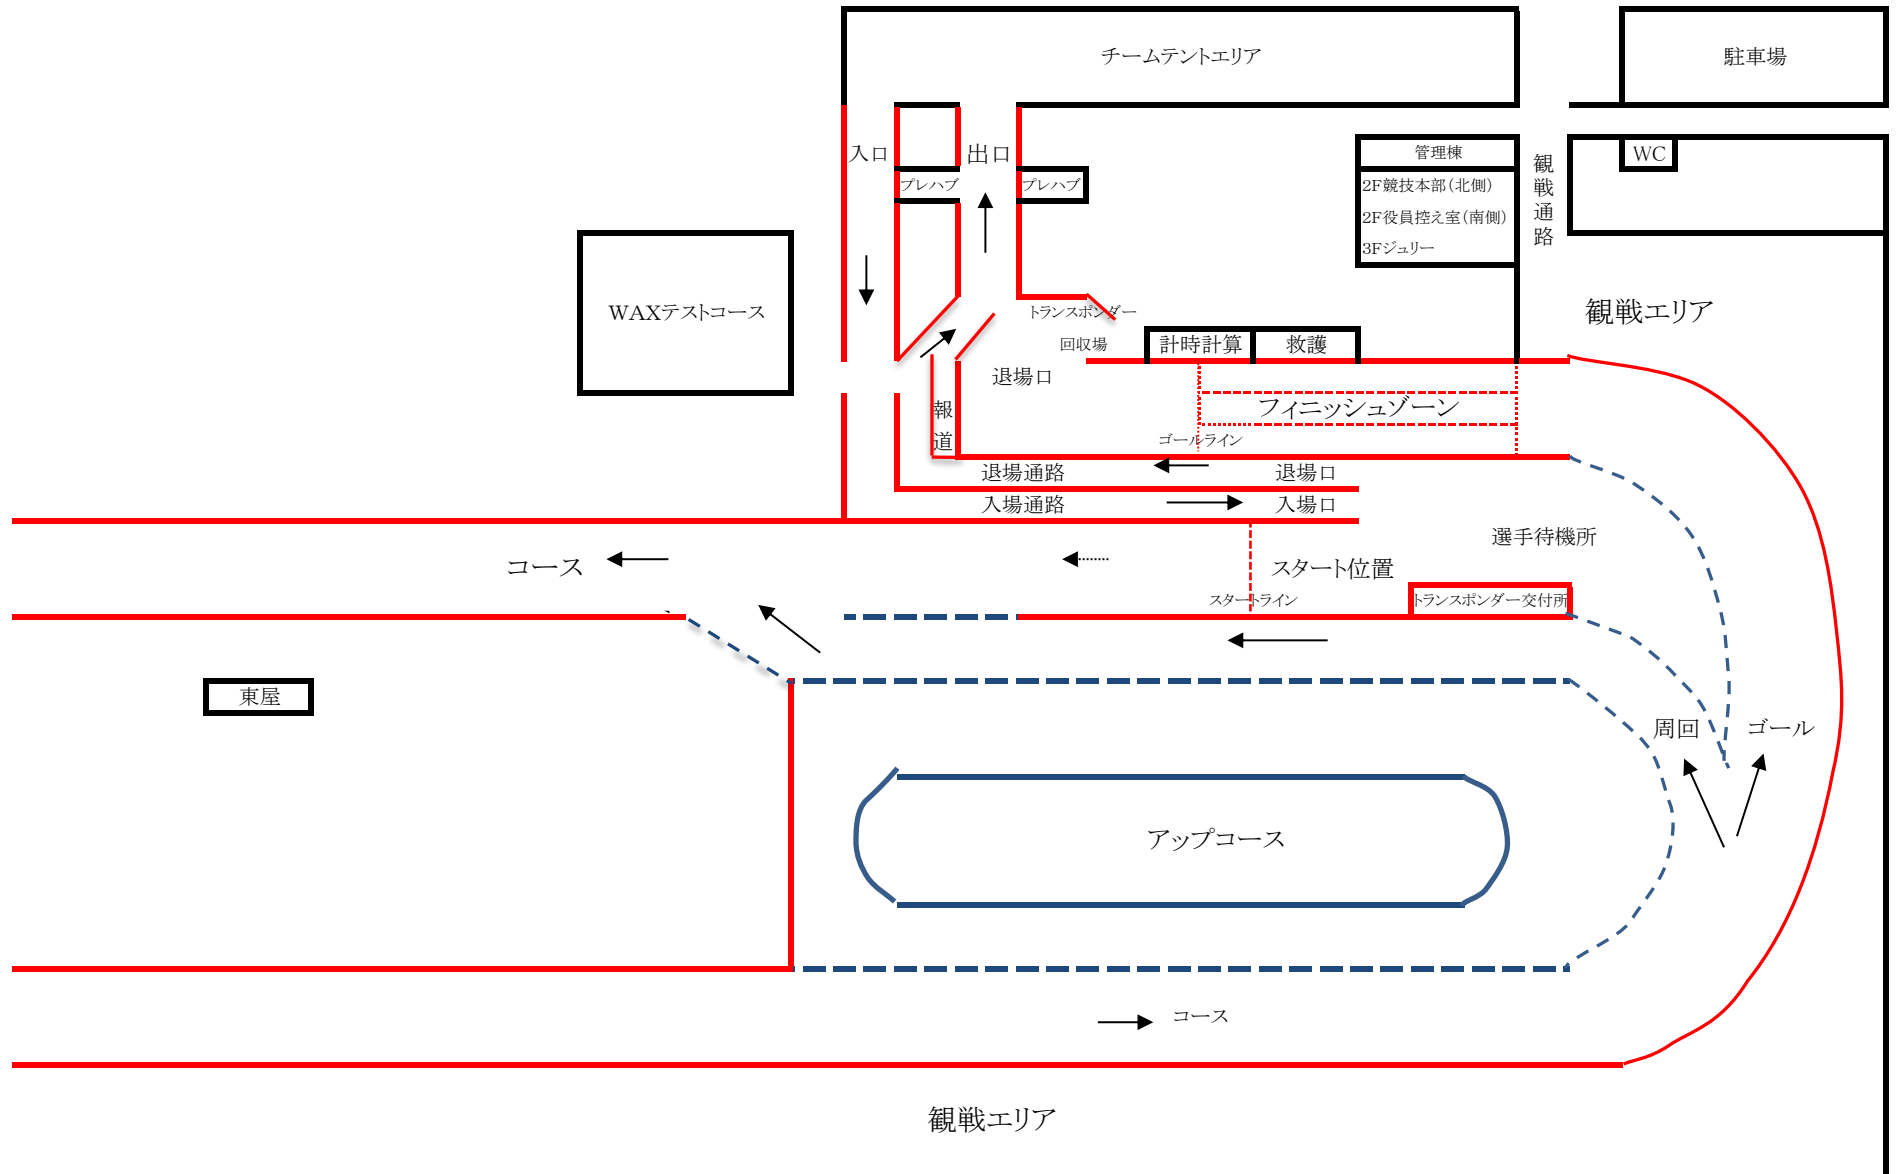 チームテントエリア
駐車場
入口
出口
管理棟
観戦通路
WC
プレハブ
プレハブ
2F競技本部(北側)
2F役員控え室(南側)
3Fジュリー
WAXテストコース
トランスポンダー
回収場
観戦エリア
計時計算
救護
退場口
報道
フィニッシュゾーン
ゴールライン
退場通路
退場口
入場通路
入場口
選手待機所
コース
スタート位置
スタートライン
トランスポンダー交付所
東屋
周回
ゴール
アップコース
コース
観戦エリア